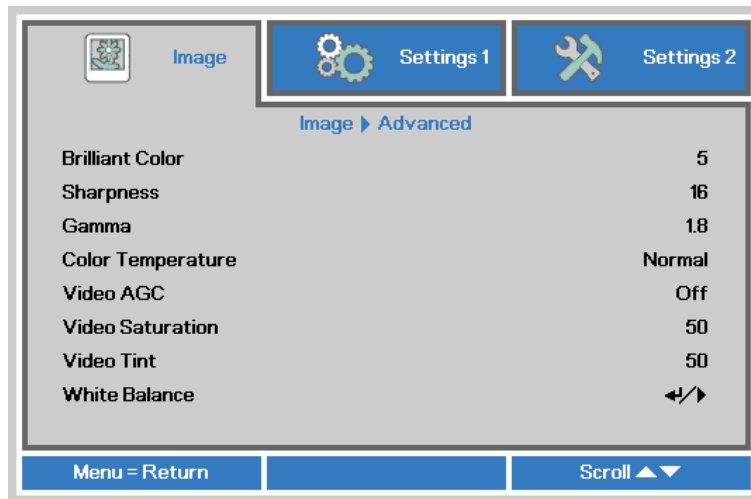 Image Settings 1 Settings 2
Image ▶ Advanced
Brilliant Color 5
Sharpness 16
Gamma 1.8
Color Temperature Normal
Video AGC Off
Video Saturation 50
Video Tint 50
White Balance ↵/▶
Menu = Return Scroll ▲▼